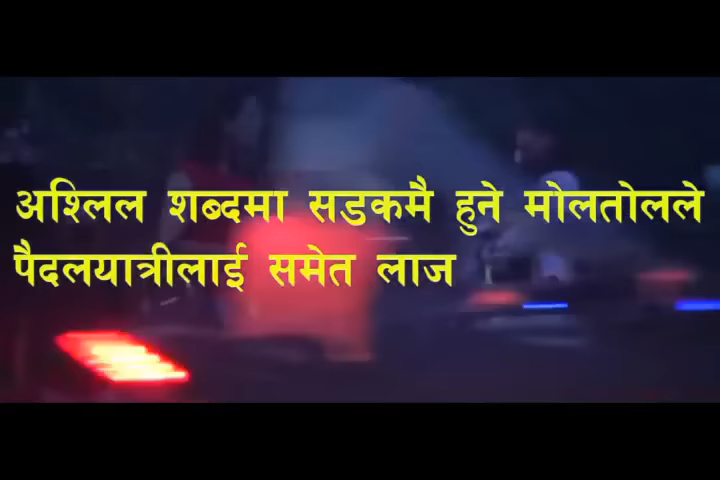 अश्लिल शब्दमा सडकमै हुने मोलतोलले
पैदलयात्रीलाई समेत लाज